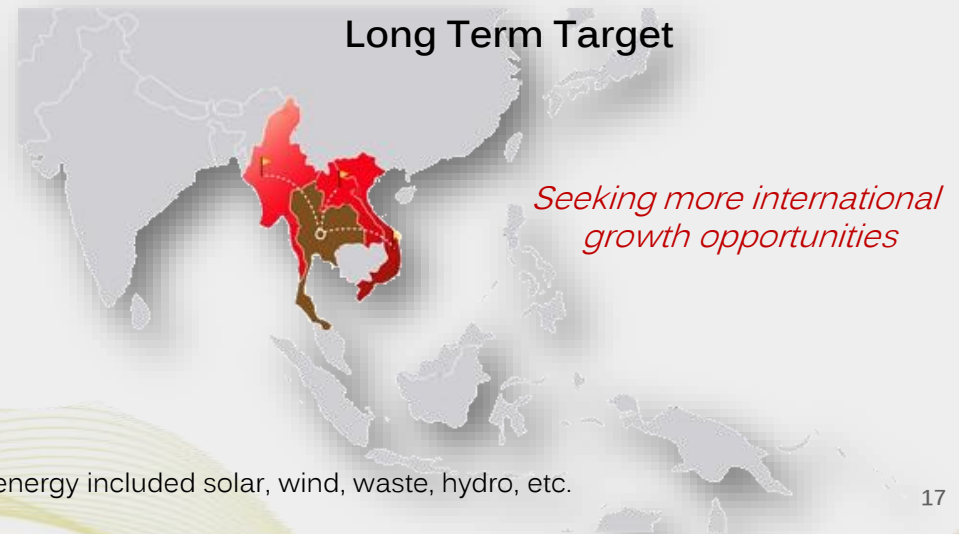 Long Term Target
Seeking more international
growth opportunities
energy included solar, wind, waste, hydro, etc.
17